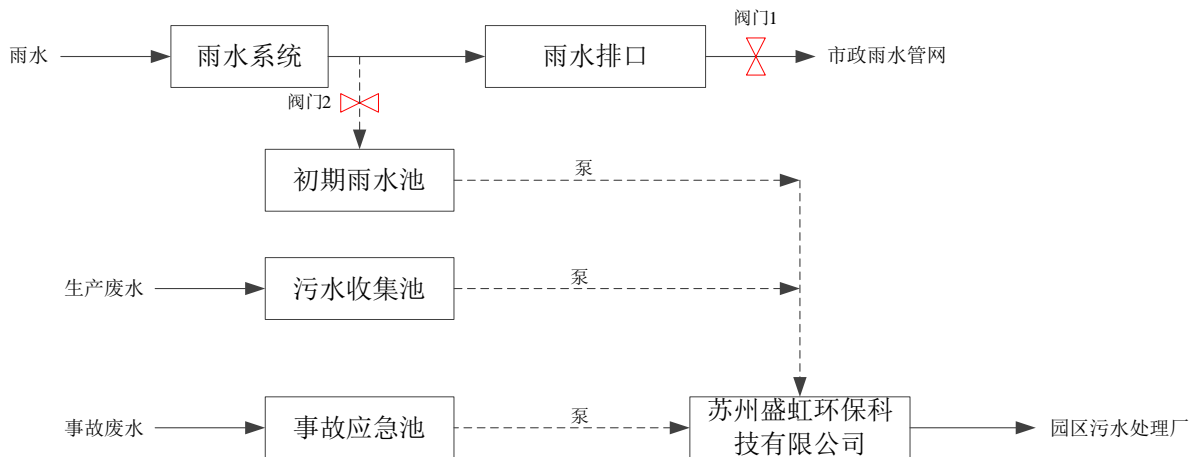 阀门1
雨水
雨水系统
雨水排口
市政雨水管网
阀门2
初期雨水池
泵
生产废水
污水收集池
泵
事故废水
事故应急池
泵
苏州盛虹环保科
技有限公司
园区污水处理厂